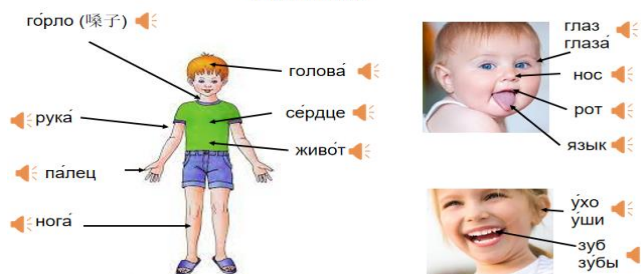 го́рло (嗓子)
голова́
рука́
се́рдце
живо́т
па́лец
нога́
глаз
глаза́
нос
рот
язык
у́хо
у́ши
зуб
зу́бы